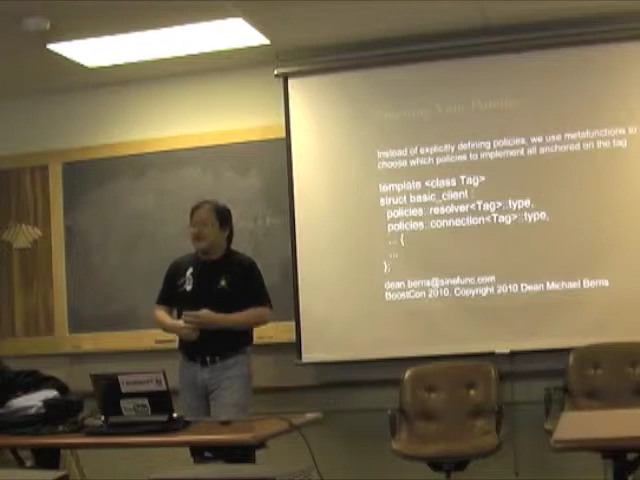 Instead of explicitly defining policies, we use metafunctions to
choose which policies to implement all anchored on the tag
template <class Tag>
struct basic_client :
policies::resolver<Tag>::type,
policies::connection<Tag>::type,
... {
...
};
dean.berris@sinefunc.com
BoostCon 2010, Copyright 2010 Dean Michael Berris